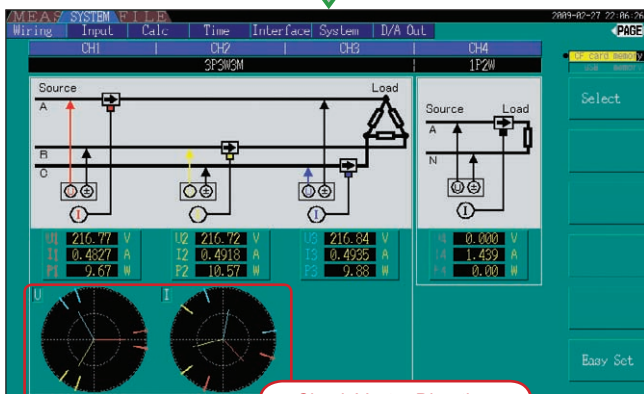 MEAS SYSTEM FILE 2009-02-27 22:06:26
Wiring Input Calc Time Interface System D/A Out PAGE
CH1 CH2 CH3 CH4
3P3W3M 1P2W
CF card memory
Source Load
A
B
C
U U U
I I I
Source Load
A
N
U
I
Select
U1 216.77 V U2 216.72 V U3 216.84 V 0.000 V
I1 0.4827 A I2 0.4918 A I3 0.4935 A 1.439 A
P1 9.67 W P2 10.57 W P3 9.88 W 0.00 W
U I
Easy Set